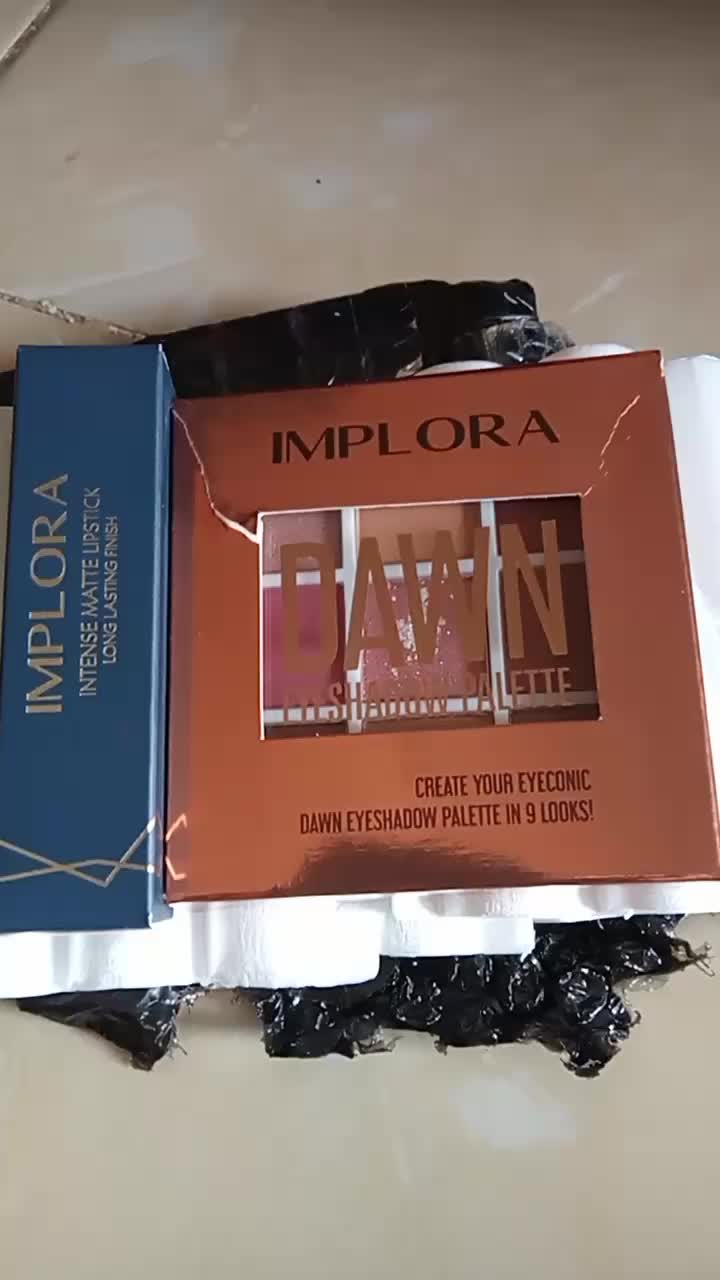 IMPLORA
INTENSE MATTE LIPSTICK
LONG LASTING FINISH
IMPLORA
DAWN
EYESHADOW PALETTE
CREATE YOUR EYECONIC
DAWN EYESHADOW PALETTE IN 9 LOOKS!